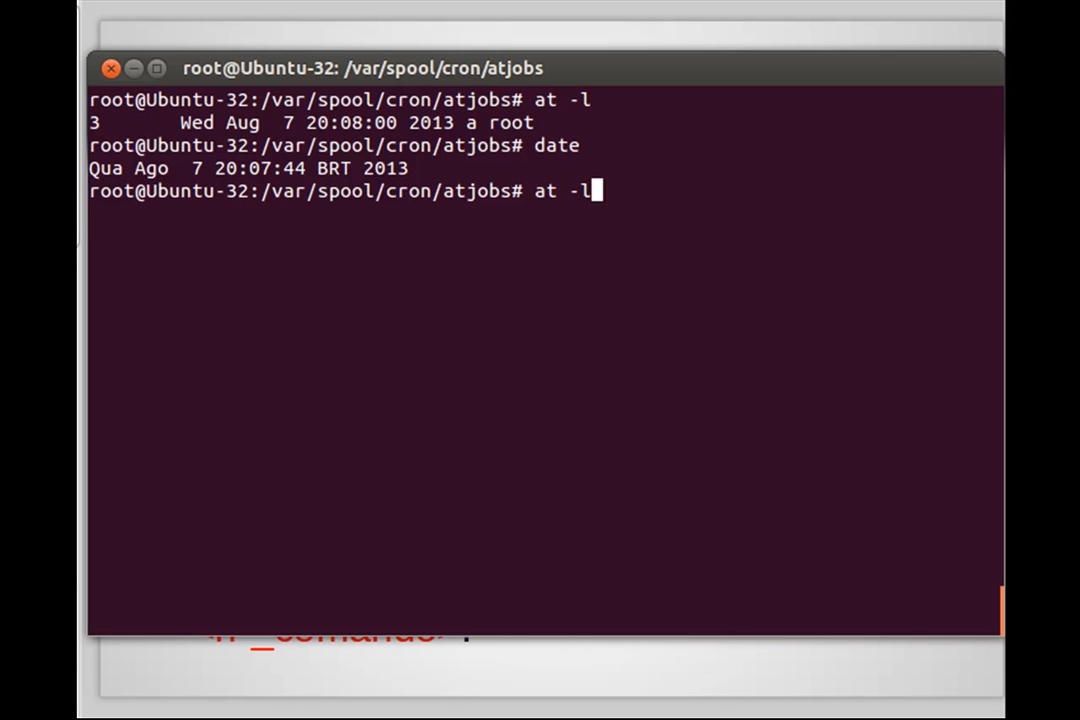 root@Ubuntu-32: /var/spool/cron/atjobs
root@Ubuntu-32:/var/spool/cron/atjobs# at -l
3       Wed Aug  7 20:08:00 2013 a root
root@Ubuntu-32:/var/spool/cron/atjobs# date
Qua Ago  7 20:07:44 BRT 2013
root@Ubuntu-32:/var/spool/cron/atjobs# at -l